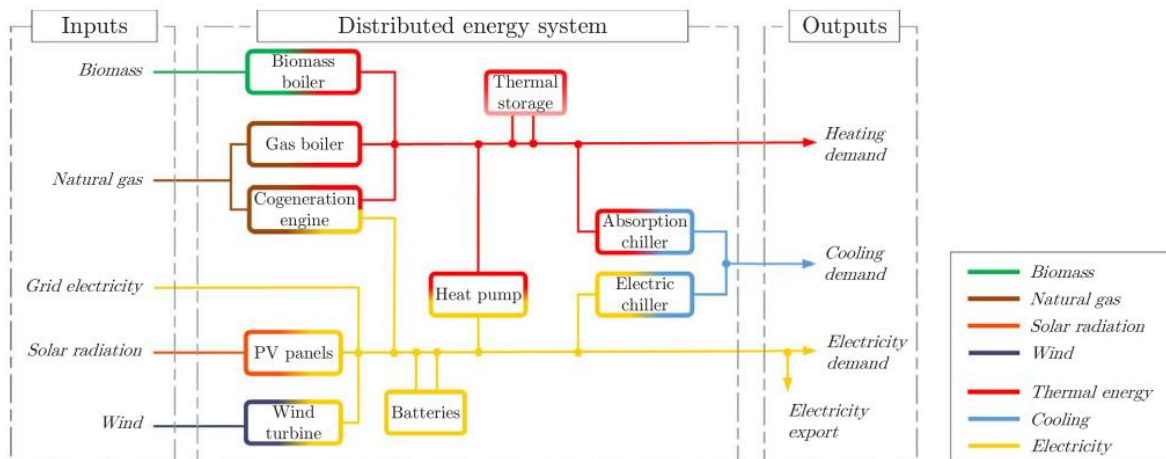 Inputs
Distributed energy system
Outputs
Biomass
Biomass
boiler
Thermal
storage
Gas boiler
Heating
demand
Natural gas
Cogeneration
engine
Absorption
chiller
Cooling
demand
Grid electricity
Heat pump
Electric
chiller
Solar radiation
PV panels
Electricity
demand
Wind
Wind
turbine
Batteries
Electricity
export
Biomass
Natural gas
Solar radiation
Wind
Thermal energy
Cooling
Electricity